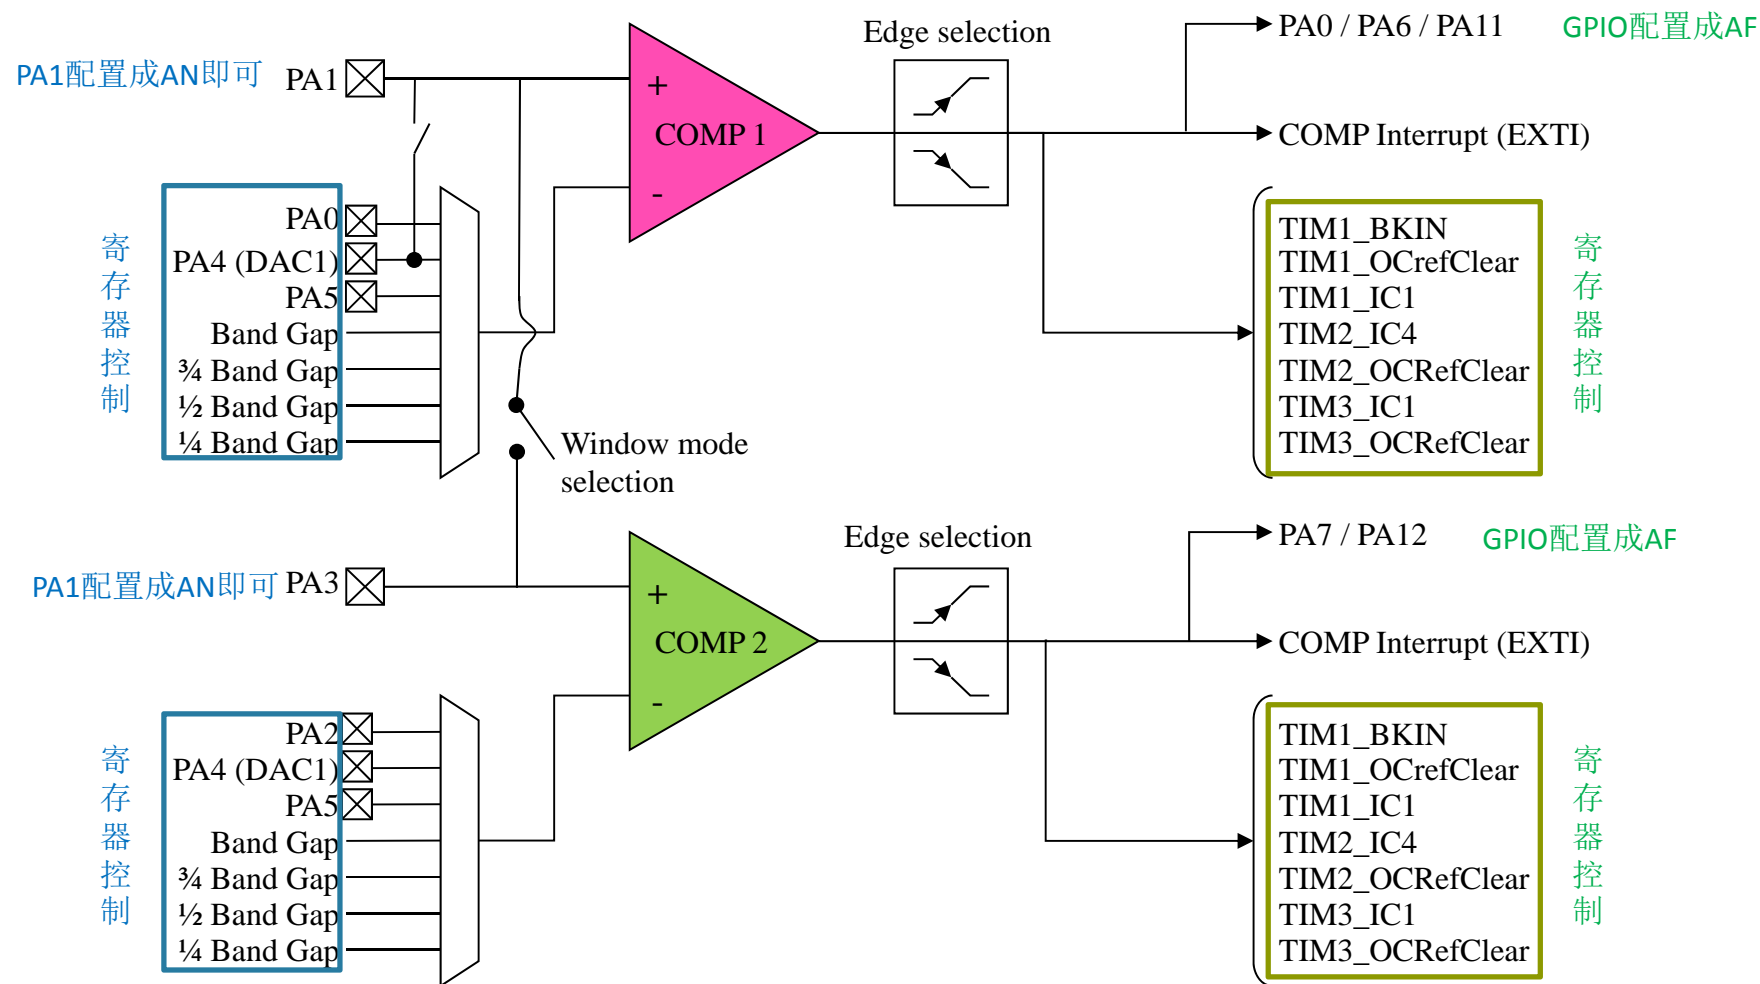 Edge selection
PA0 / PA6 / PA11
GPIO配置成AF
PA1配置成AN即可
PA1
+
COMP 1
-
COMP Interrupt (EXTI)
寄存器控制
PA0
PA4 (DAC1)
PA5
Band Gap
¾ Band Gap
½ Band Gap
¼ Band Gap
Window mode
selection
TIM1_BKIN
TIM1_OCrefClear
TIM1_IC1
TIM2_IC4
TIM2_OCRefClear
TIM3_IC1
TIM3_OCRefClear
寄存器控制
Edge selection
PA7 / PA12
GPIO配置成AF
PA1配置成AN即可
PA3
+
COMP 2
-
COMP Interrupt (EXTI)
寄存器控制
PA2
PA4 (DAC1)
PA5
Band Gap
¾ Band Gap
½ Band Gap
¼ Band Gap
TIM1_BKIN
TIM1_OCrefClear
TIM1_IC1
TIM2_IC4
TIM2_OCRefClear
TIM3_IC1
TIM3_OCRefClear
寄存器控制